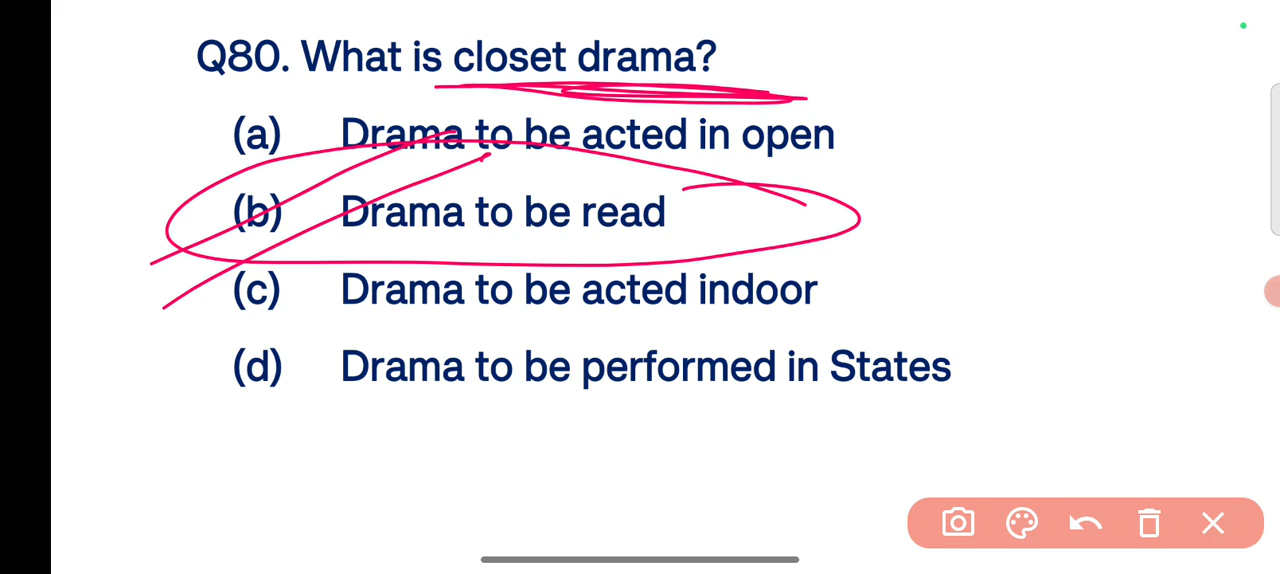 Q80. What is closet drama?
(a) Drama to be acted in open
(b) Drama to be read
(c) Drama to be acted indoor
(d) Drama to be performed in States